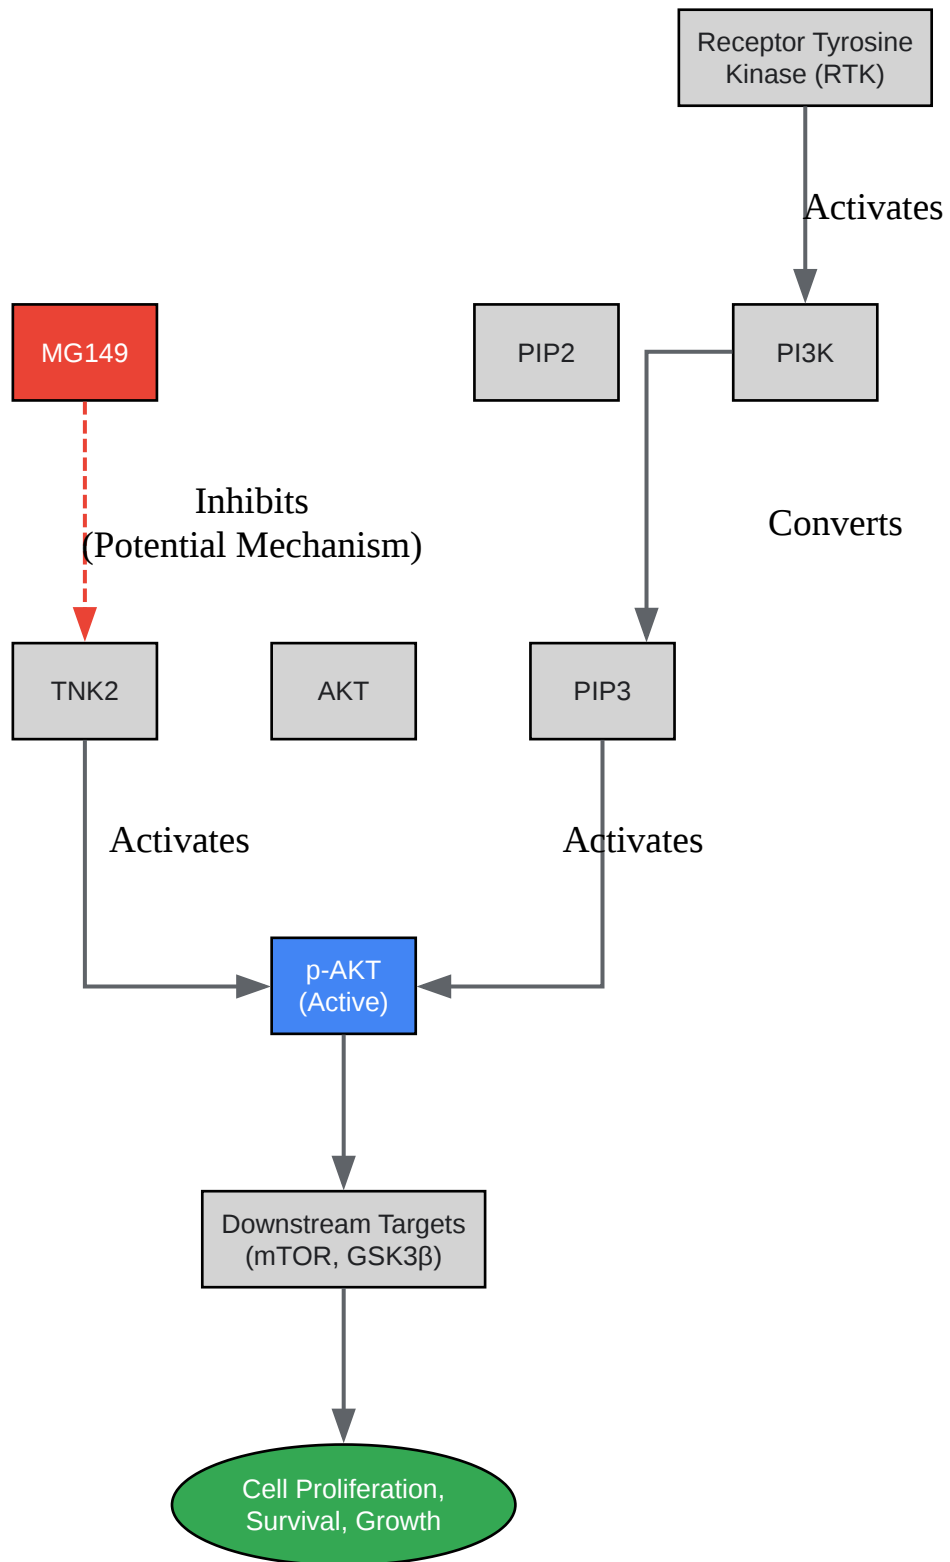 Receptor Tyrosine
Kinase (RTK)
Activates
MG149
PIP2
PI3K
Inhibits
(Potential Mechanism)
Converts
TNK2
AKT
PIP3
Activates
Activates
p-AKT
(Active)
Downstream Targets
(mTOR, GSK3β)
Cell Proliferation,
Survival, Growth